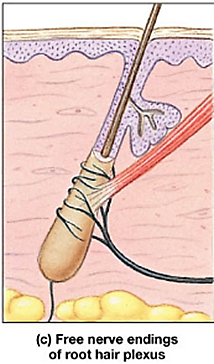 (c) Free nerve endings
of root hair plexus